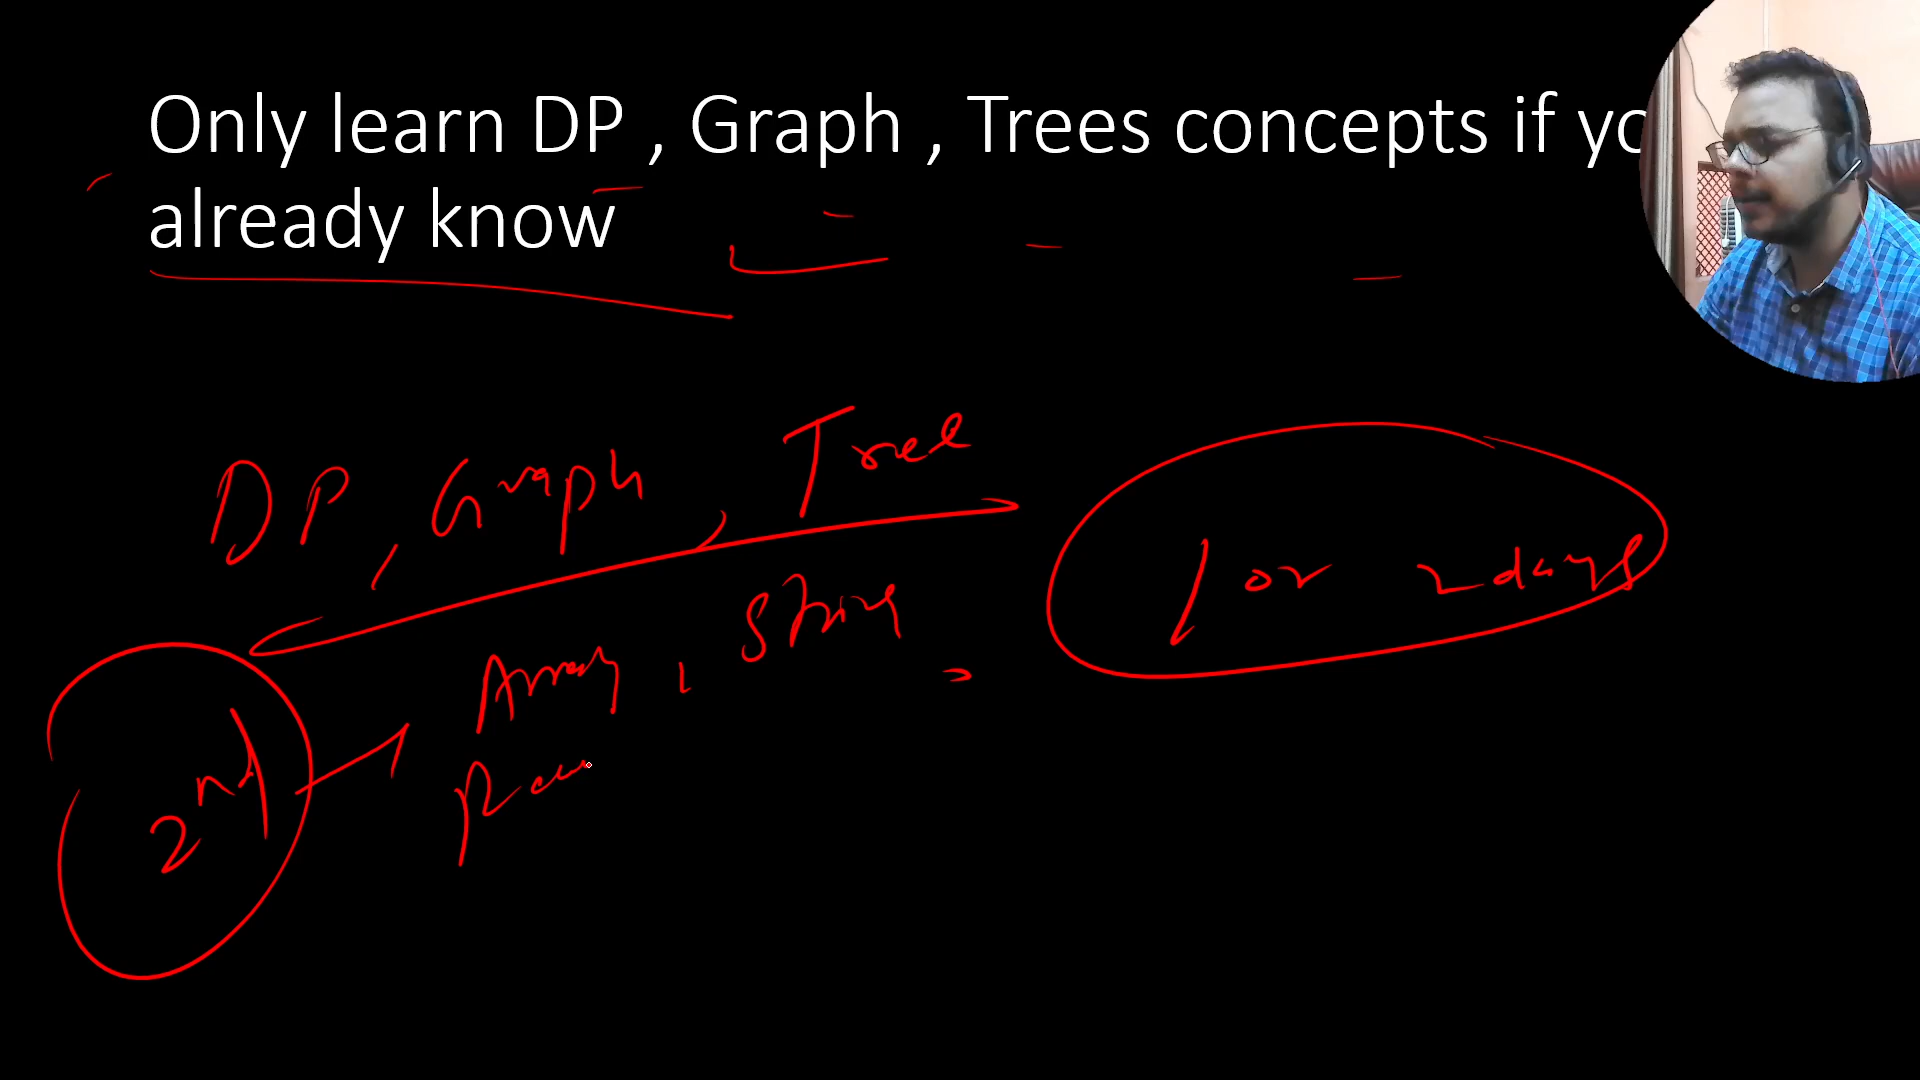 Only learn DP , Graph , Trees concepts if yo
already know
DP, Graph, Tree
1 or 2 days
Array, String,
2nd